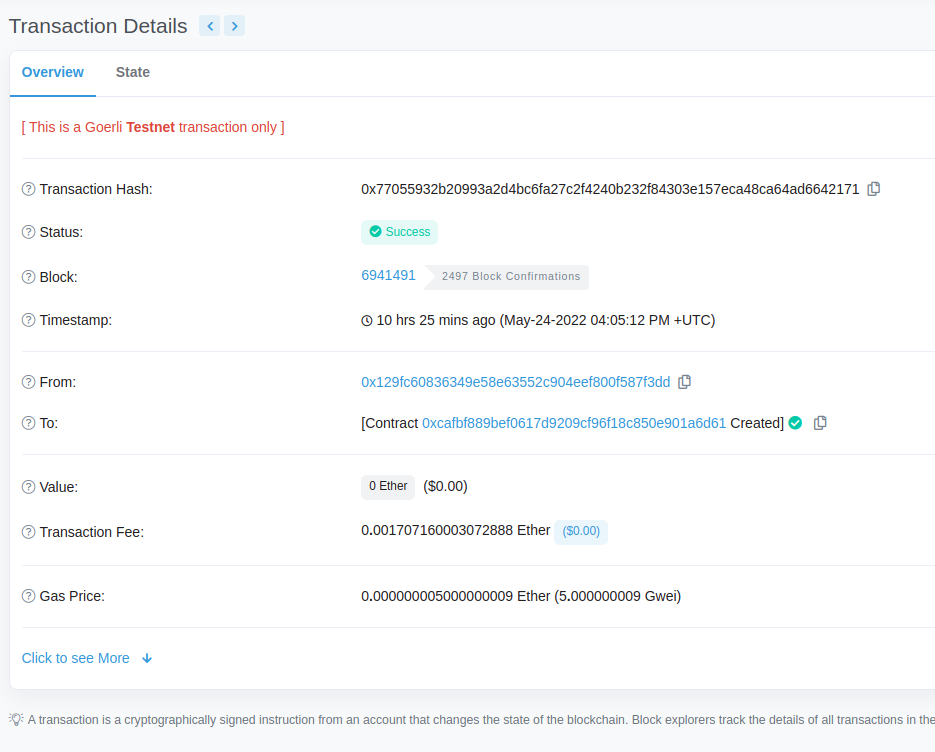 Transaction Details
Overview State
[ This is a Goerli Testnet transaction only ]
Transaction Hash: 0x77055932b20993a2d4bc6fa27c2f4240b232f84303e157eca48ca64ad6642171
Status: Success
Block: 6941491 2497 Block Confirmations
Timestamp: 10 hrs 25 mins ago (May-24-2022 04:05:12 PM +UTC)
From: 0x129fc60836349e58e63552c904eef800f587f3dd
To: [Contract 0xcafbf889bef0617d9209cf96f18c850e901a6d61 Created]
Value: 0 Ether ($0.00)
Transaction Fee: 0.001707160003072888 Ether ($0.00)
Gas Price: 0.000000005000000009 Ether (5.000000009 Gwei)
Click to see More
A transaction is a cryptographically signed instruction from an account that changes the state of the blockchain. Block explorers track the details of all transactions in the